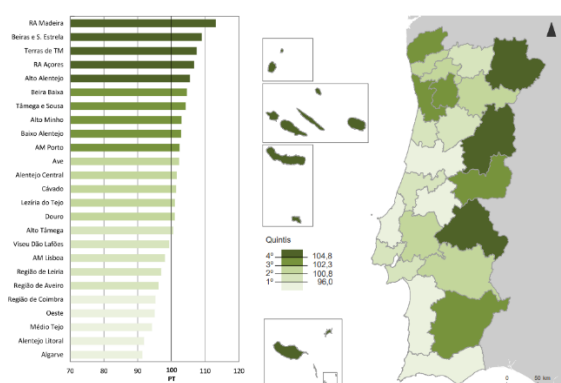 RA Madeira
Beiras e S. Estrela
Terras de TM
RA Açores
Alto Alentejo
Beira Baixa
Tâmega e Sousa
Alto Minho
Baixo Alentejo
AM Porto
Ave
Alentejo Central
Cávado
Lezíria do Tejo
Douro
Alto Tâmega
Viseu Dão Lafões
AM Lisboa
Região de Leiria
Região de Aveiro
Região de Coimbra
Oeste
Médio Tejo
Alentejo Litoral
Algarve
70 80 90 100 110 120
PT
Quintis
4º 104,8
3º 102,3
2º 100,8
1º 96,0
0 50 km